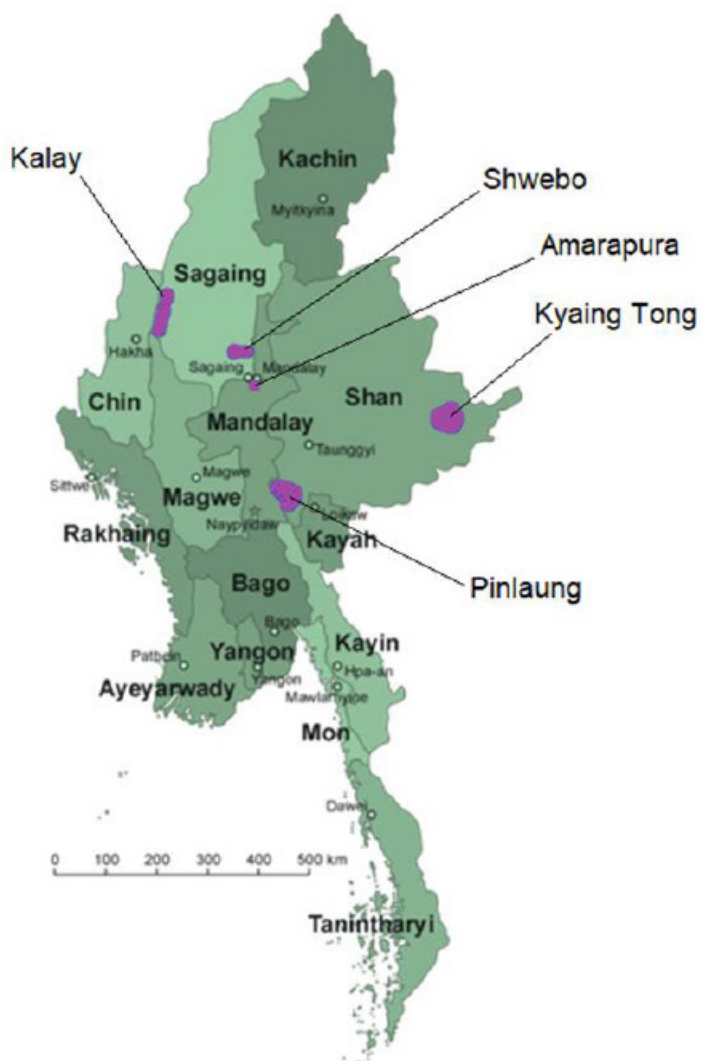 Kachin
Kalay
Shwebo
Myitkyina
Amarapura
Sagaing
Kyaing Tong
Hakha
Sagaing
Mandalay
Chin
Shan
Mandalay
Taunggyi
Magwe
Sittwe
Magwe
Loikaw
Naypyidaw
Rakhaing
Kayah
Pinlaung
Bago
Bago
Kayin
Yangon
Pathein
Hpa-an
Yangon
Ayeyarwady
Mawlamyine
Mon
Dawei
0 100 200 300 400 500 km
Tanintharyi